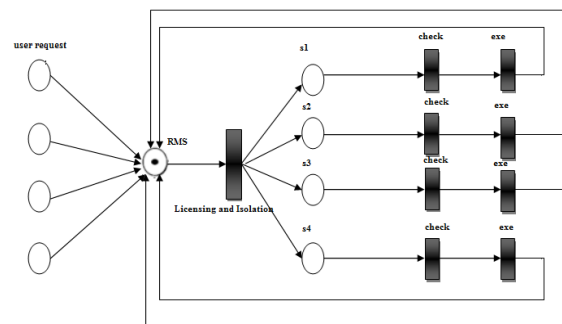 user request
s1
check
exe
s2
check
exe
RMS
s3
check
exe
Licensing and Isolation
s4
check
exe